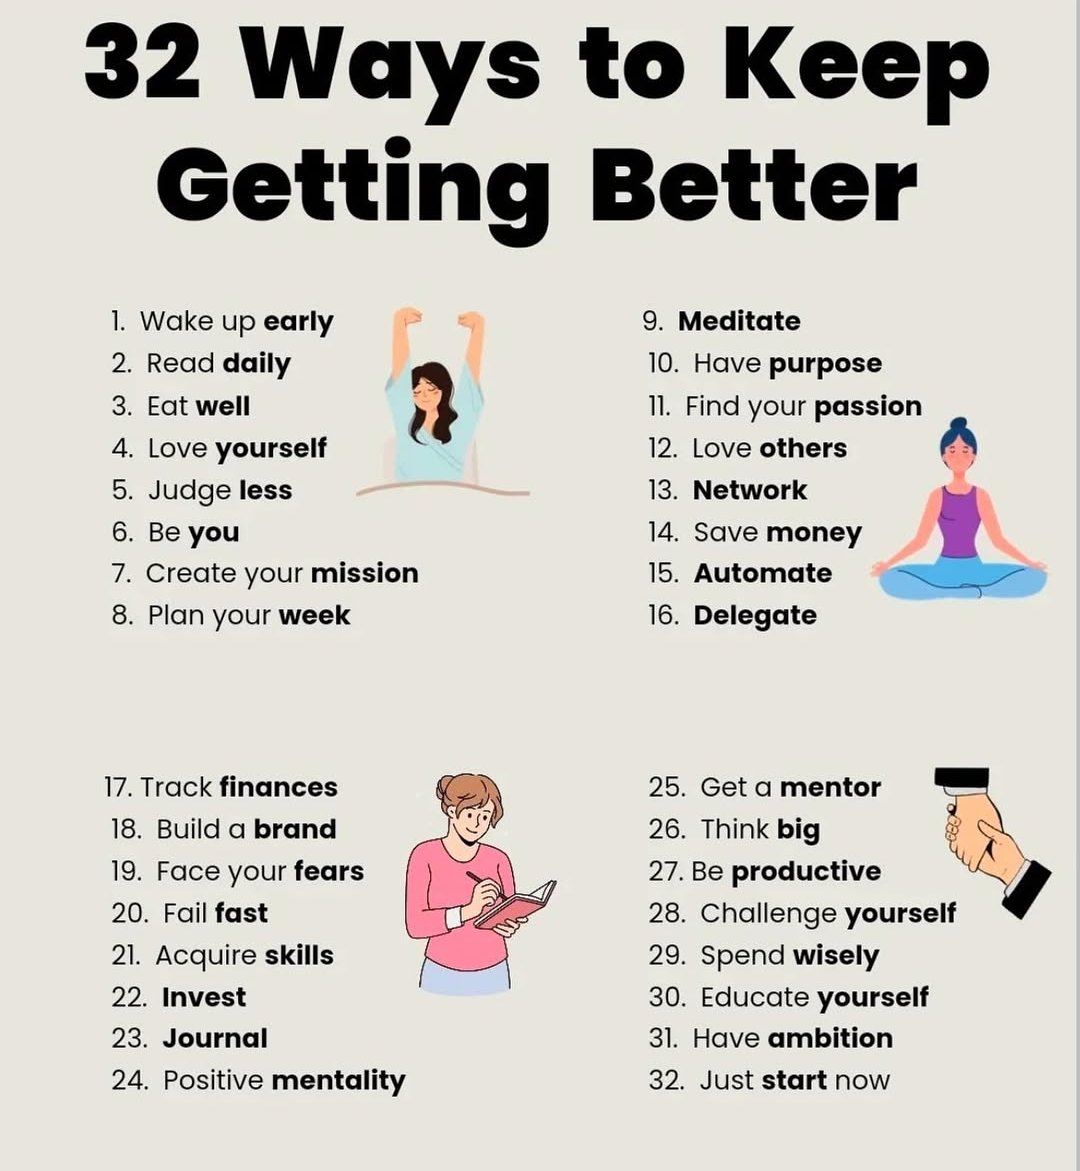 32 Ways to Keep
Getting Better
1. Wake up early
2. Read daily
3. Eat well
4. Love yourself
5. Judge less
6. Be you
7. Create your mission
8. Plan your week
9. Meditate
10. Have purpose
11. Find your passion
12. Love others
13. Network
14. Save money
15. Automate
16. Delegate
17. Track finances
18. Build a brand
19. Face your fears
20. Fail fast
21. Acquire skills
22. Invest
23. Journal
24. Positive mentality
25. Get a mentor
26. Think big
27. Be productive
28. Challenge yourself
29. Spend wisely
30. Educate yourself
31. Have ambition
32. Just start now